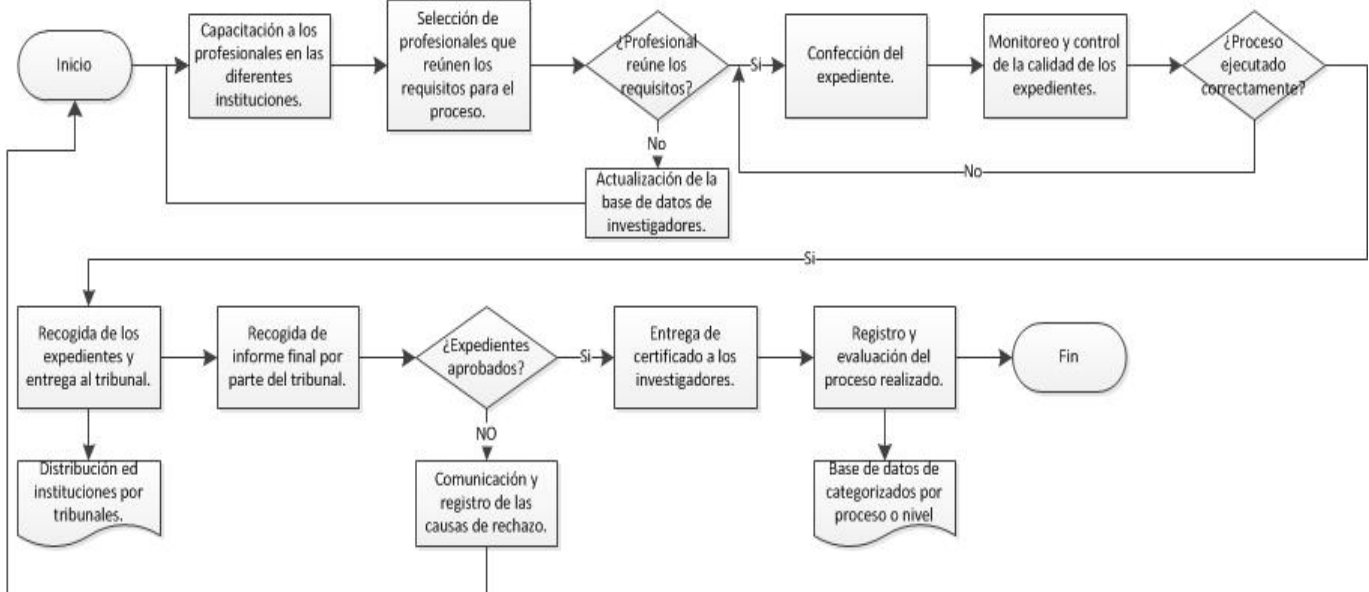 Inicio
Capacitación a los
profesionales en las
diferentes
instituciones.
Selección de
profesionales que
reúnen los
requisitos para el
proceso.
¿Profesional
reúne los
requisitos?
Si
Confección del
expediente.
Monitoreo y control
de la calidad de los
expedientes.
¿Proceso
ejecutado
correctamente?
No
Actualización de la
base de datos de
investigadores.
No
Si
Recogida de los
expedientes y
entrega al tribunal.
Recogida de
informe final por
parte del tribunal.
¿Expedientes
aprobados?
Si
Entrega de
certificado a los
investigadores.
Registro y
evaluación del
proceso realizado.
Fin
NO
Distribución ed
instituciones por
tribunales.
Comunicación y
registro de las
causas de rechazo.
Base de datos de
categorizados por
proceso o nivel